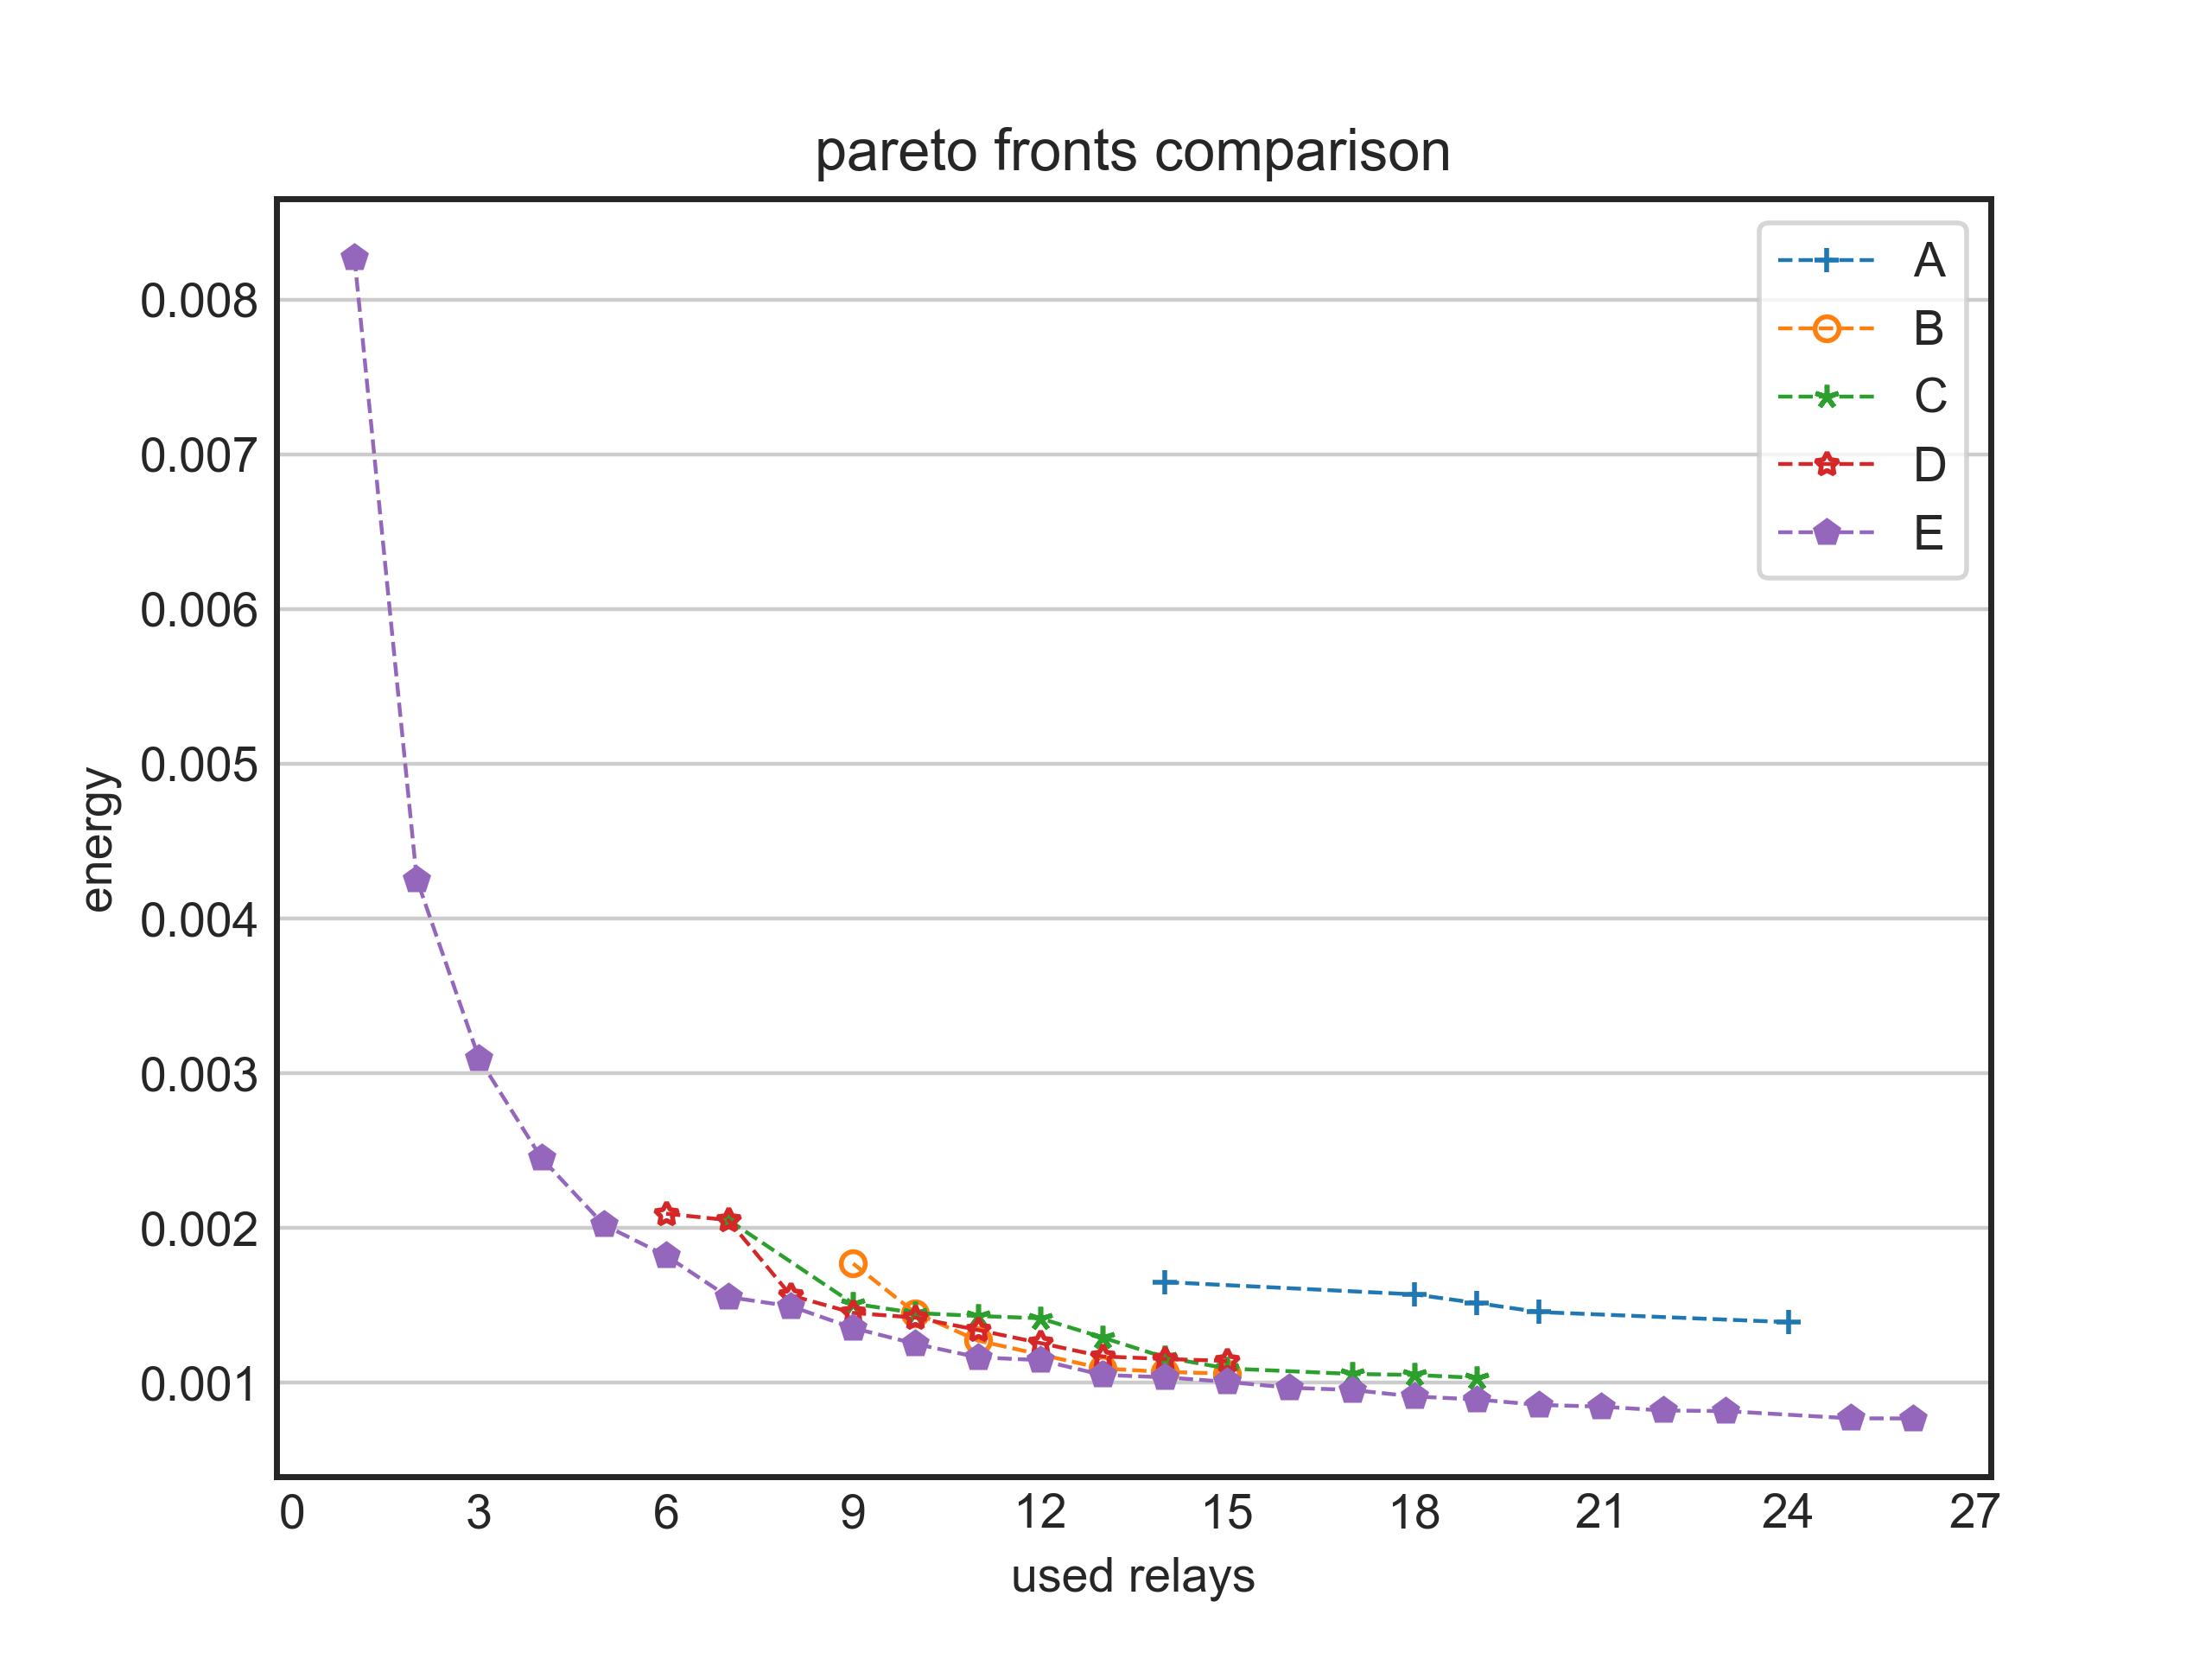 pareto fronts comparison
A
B
C
D
E
0.008
0.007
0.006
0.005
0.004
0.003
0.002
0.001
energy
0 3 6 9 12 15 18 21 24 27
used relays